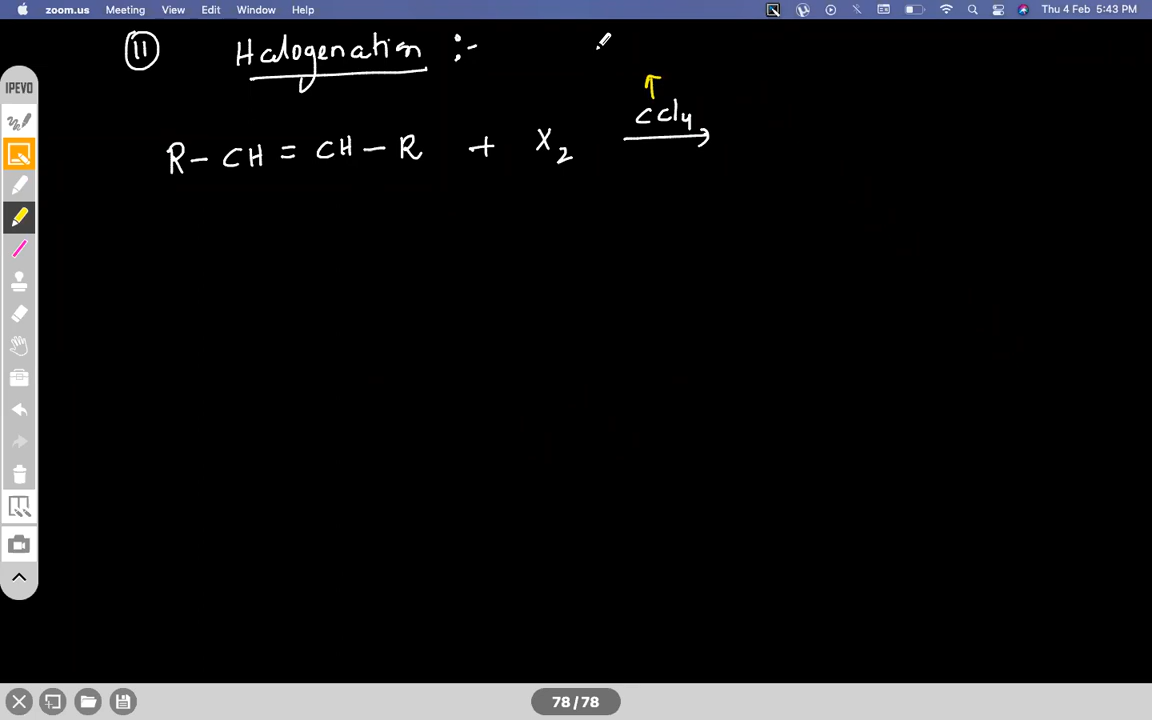 zoom.us Meeting View Edit Window Help Thu 4 Feb 5:43 PM
IPEVO
(11) Halogenation :-
CCl4
R - CH = CH - R + X2 →
78 / 78